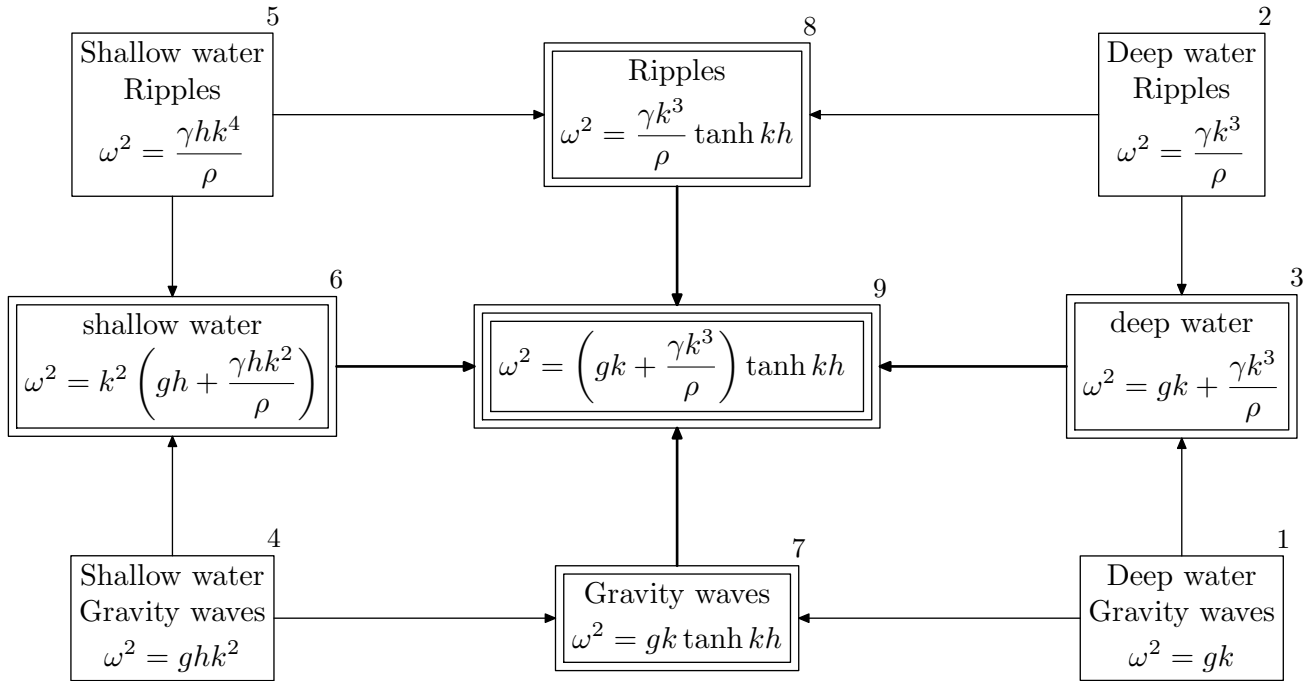 5
Shallow water
Ripples
ω² = γhk⁴/ρ
8
Ripples
ω² = γk³/ρ tanh kh
2
Deep water
Ripples
ω² = γk³/ρ
6
shallow water
ω² = k² (gh + γhk²/ρ)
9
ω² = (gk + γk³/ρ) tanh kh
3
deep water
ω² = gk + γk³/ρ
4
Shallow water
Gravity waves
ω² = ghk²
7
Gravity waves
ω² = gk tanh kh
1
Deep water
Gravity waves
ω² = gk